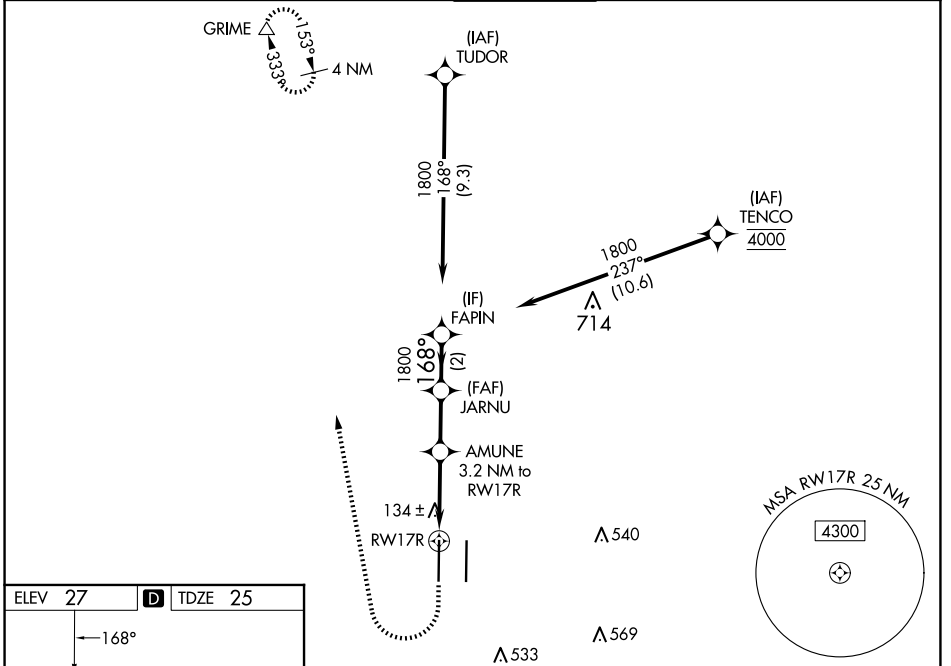 GRIME
153°
333°
4 NM
(IAF)
TUDOR
1800
168°
(9.3)
(IAF)
TENCO
4000
1800
237°
(10.6)
714
(IF)
FAPIN
1800
168°
(2)
(FAF)
JARNU
AMUNE
3.2 NM to
RW17R
134 ±
RW17R
540
MSA RW17R 25 NM
4300
ELEV 27 D TDZE 25
168°
569
533